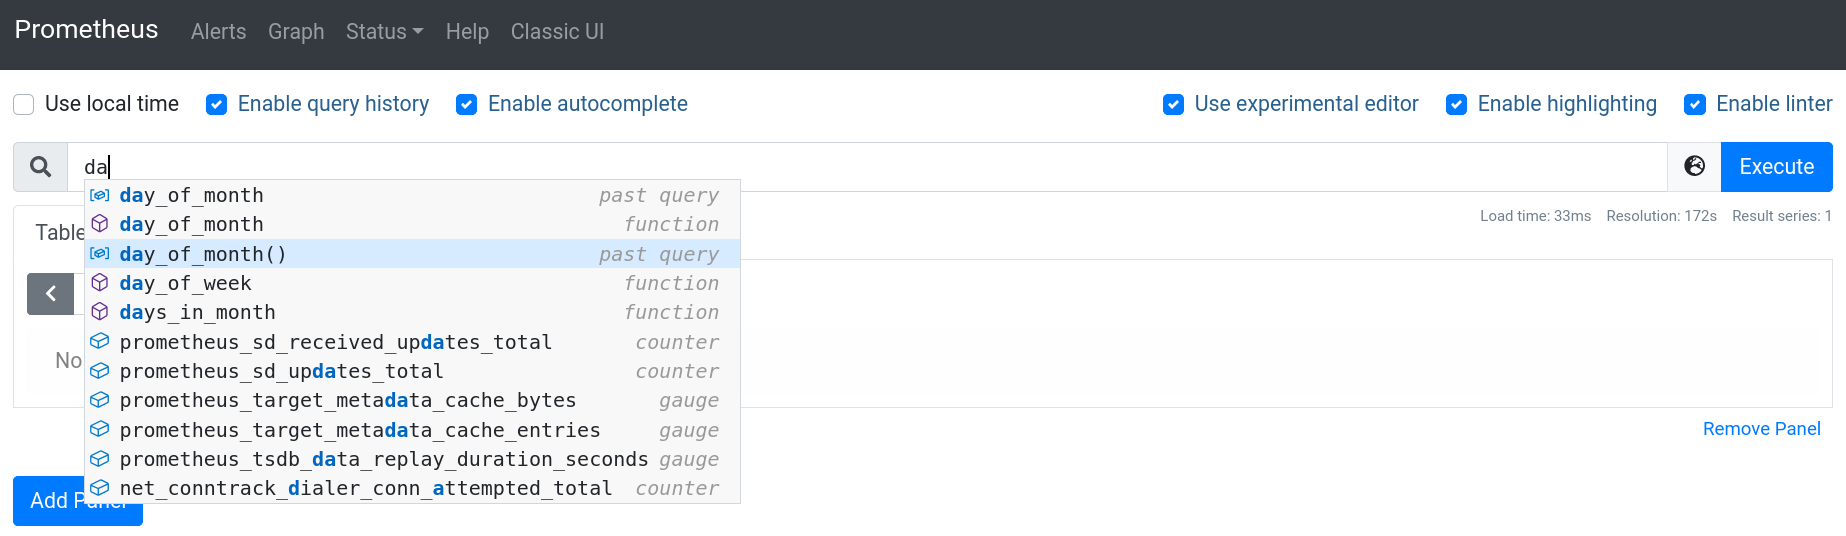 Prometheus Alerts Graph Status Help Classic UI
Use local time Enable query history Enable autocomplete Use experimental editor Enable highlighting Enable linter
da Execute
day_of_month past query
Load time: 33ms Resolution: 172s Result series: 1
day_of_month function
Table
day_of_month() past query
day_of_week function
days_in_month function
prometheus_sd_received_updates_total counter
No
prometheus_sd_updates_total counter
prometheus_target_metadata_cache_bytes gauge
prometheus_target_metadata_cache_entries gauge
Remove Panel
prometheus_tsdb_data_replay_duration_seconds gauge
net_conntrack_dialer_conn_attempted_total counter
Add Panel